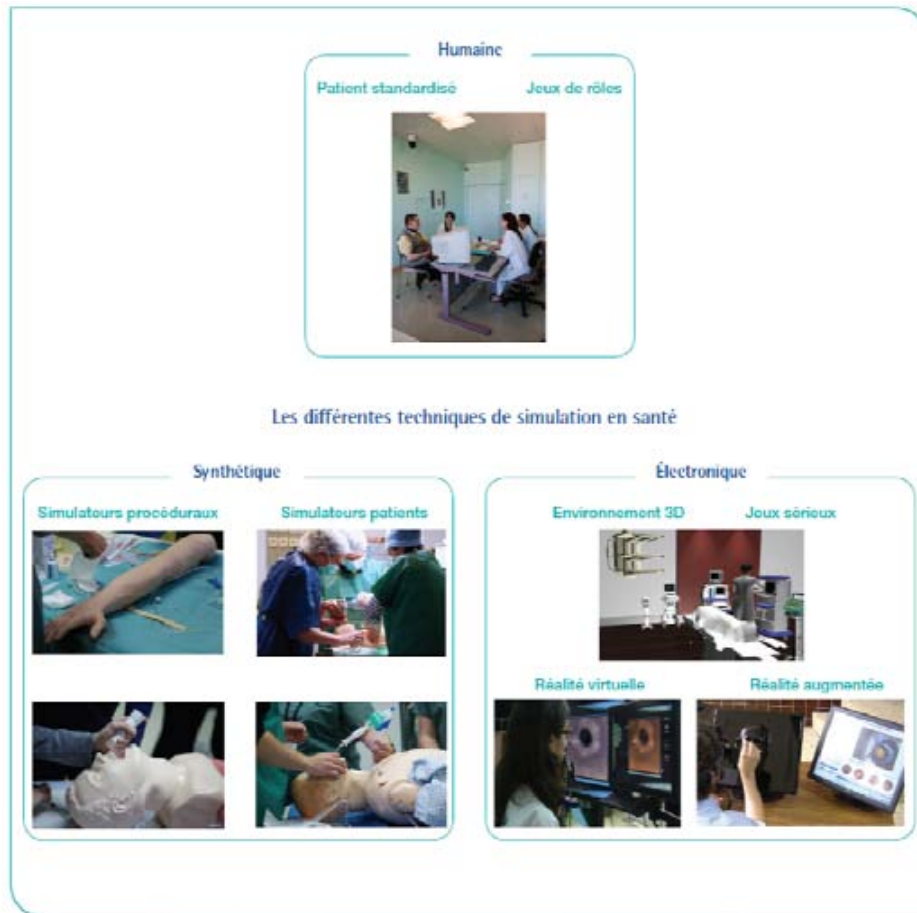 Humaine
Patient standardisé Jeux de rôles
Les différentes techniques de simulation en santé
Synthétique Électronique
Simulateurs procéduraux Simulateurs patients Environnement 3D Jeux sérieux
Réalité virtuelle Réalité augmentée